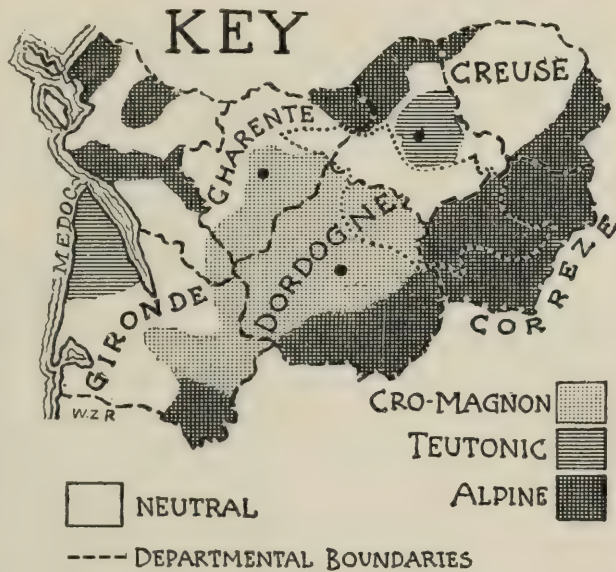 KEY
CREUSE
CHARENTE
MEDOC
DORDOGNE
GIRONDE
CORREZE
W.Z R
CRO-MAGNON
TEUTONIC
ALPINE
NEUTRAL
DEPARTMENTAL BOUNDARIES